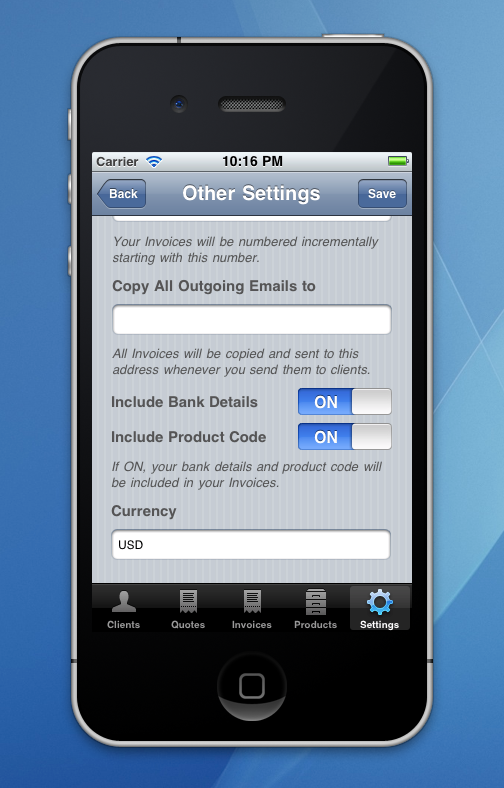 Carrier 10:16 PM
Back Other Settings Save
Your Invoices will be numbered incrementally
starting with this number.
Copy All Outgoing Emails to
All Invoices will be copied and sent to this
address whenever you send them to clients.
Include Bank Details ON
Include Product Code ON
If ON, your bank details and product code will
be included in your Invoices.
Currency
USD
Clients Quotes Invoices Products Settings